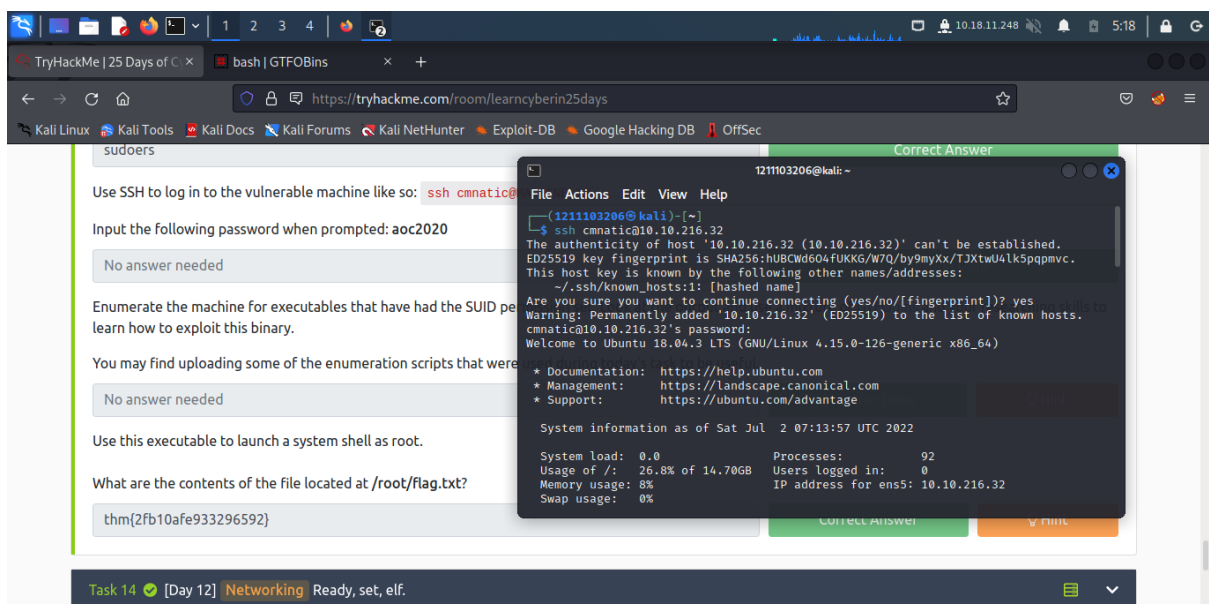 1 2 3 4 10.18.11.248 5:18
TryHackMe | 25 Days of C bash | GTFOBins
https://tryhackme.com/room/learncyberin25days
Kali Linux Kali Tools Kali Docs Kali Forums Kali NetHunter Exploit-DB Google Hacking DB OffSec
sudoers
Correct Answer
Use SSH to log in to the vulnerable machine like so: ssh cmnatic@
Input the following password when prompted: aoc2020
No answer needed
Enumerate the machine for executables that have had the SUID pe
skills to
learn how to exploit this binary.
You may find uploading some of the enumeration scripts that were used during today's task to be useful
No answer needed
Hint
Use this executable to launch a system shell as root.
What are the contents of the file located at /root/flag.txt?
thm{2fb10afe933296592}
Correct Answer
Hint
Task 14 [Day 12] Networking Ready, set, elf.
1211103206@kali: ~
File Actions Edit View Help
(1211103206㉿kali)-[~]
$ ssh cmnatic@10.10.216.32
The authenticity of host '10.10.216.32 (10.10.216.32)' can't be established.
ED25519 key fingerprint is SHA256:hUBCWd6O4fUKKG/W7Q/by9myXx/TJXtwU4lk5pqpmvc.
This host key is known by the following other names/addresses:
~/.ssh/known_hosts:1: [hashed name]
Are you sure you want to continue connecting (yes/no/[fingerprint])? yes
Warning: Permanently added '10.10.216.32' (ED25519) to the list of known hosts.
cmnatic@10.10.216.32's password:
Welcome to Ubuntu 18.04.3 LTS (GNU/Linux 4.15.0-126-generic x86_64)
* Documentation: https://help.ubuntu.com
* Management: https://landscape.canonical.com
* Support: https://ubuntu.com/advantage
System information as of Sat Jul 2 07:13:57 UTC 2022
System load: 0.0 Processes: 92
Usage of /: 26.8% of 14.70GB Users logged in: 0
Memory usage: 8% IP address for ens5: 10.10.216.32
Swap usage: 0%